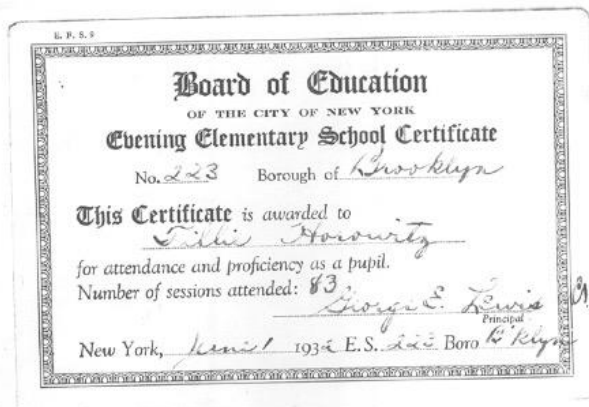 E. F. S. 9
Board of Education
OF THE CITY OF NEW YORK
Evening Elementary School Certificate
No. 223 Borough of Brooklyn
This Certificate is awarded to
Tillie Horowitz
for attendance and proficiency as a pupil.
Number of sessions attended: 83
George E. Lewis
Principal
New York, June 1 1932 E.S. 223 Boro B'klyn